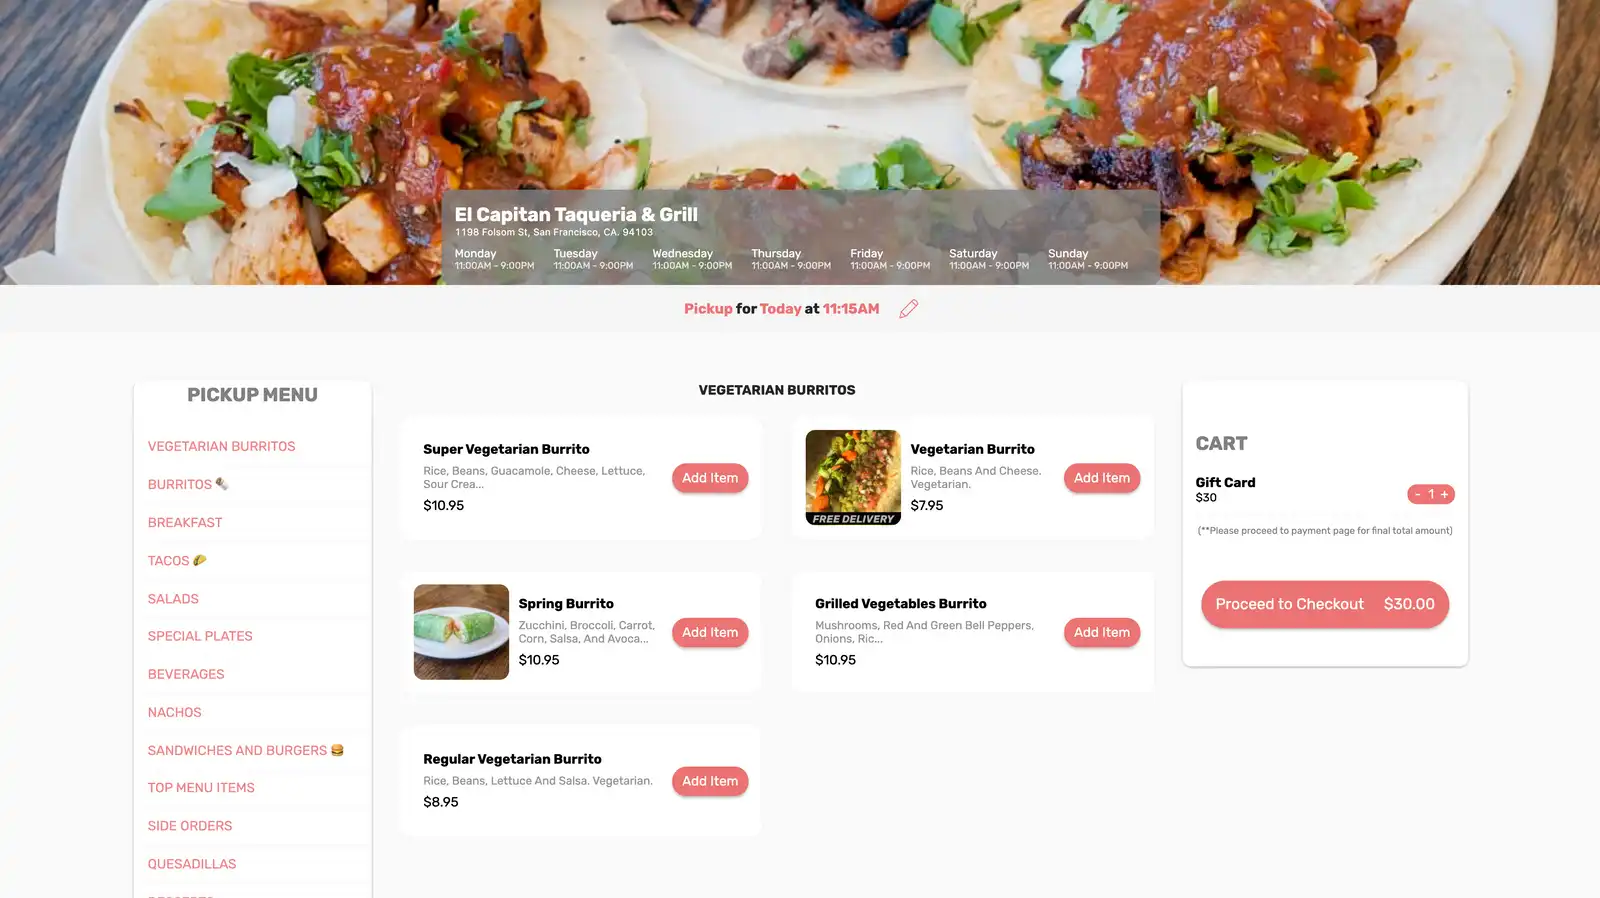 El Capitan Taqueria & Grill
1198 Folsom St, San Francisco, CA. 94103
Monday
11:00AM - 9:00PM
Tuesday
11:00AM - 9:00PM
Wednesday
11:00AM - 9:00PM
Thursday
11:00AM - 9:00PM
Friday
11:00AM - 9:00PM
Saturday
11:00AM - 9:00PM
Sunday
11:00AM - 9:00PM
Pickup for Today at 11:15AM
PICKUP MENU
VEGETARIAN BURRITOS
BURRITOS 🌯
BREAKFAST
TACOS 🌮
SALADS
SPECIAL PLATES
BEVERAGES
NACHOS
SANDWICHES AND BURGERS 🍔
TOP MENU ITEMS
SIDE ORDERS
QUESADILLAS
VEGETARIAN BURRITOS
Super Vegetarian Burrito
Rice, Beans, Guacamole, Cheese, Lettuce,
Sour Crea...
$10.95
Add Item
FREE DELIVERY
Vegetarian Burrito
Rice, Beans And Cheese.
Vegetarian.
$7.95
Add Item
Spring Burrito
Zucchini, Broccoli, Carrot,
Corn, Salsa, And Avoca...
$10.95
Add Item
Grilled Vegetables Burrito
Mushrooms, Red And Green Bell Peppers,
Onions, Ric...
$10.95
Add Item
Regular Vegetarian Burrito
Rice, Beans, Lettuce And Salsa. Vegetarian.
$8.95
Add Item
CART
Gift Card
$30
- 1 +
(**Please proceed to payment page for final total amount)
Proceed to Checkout $30.00